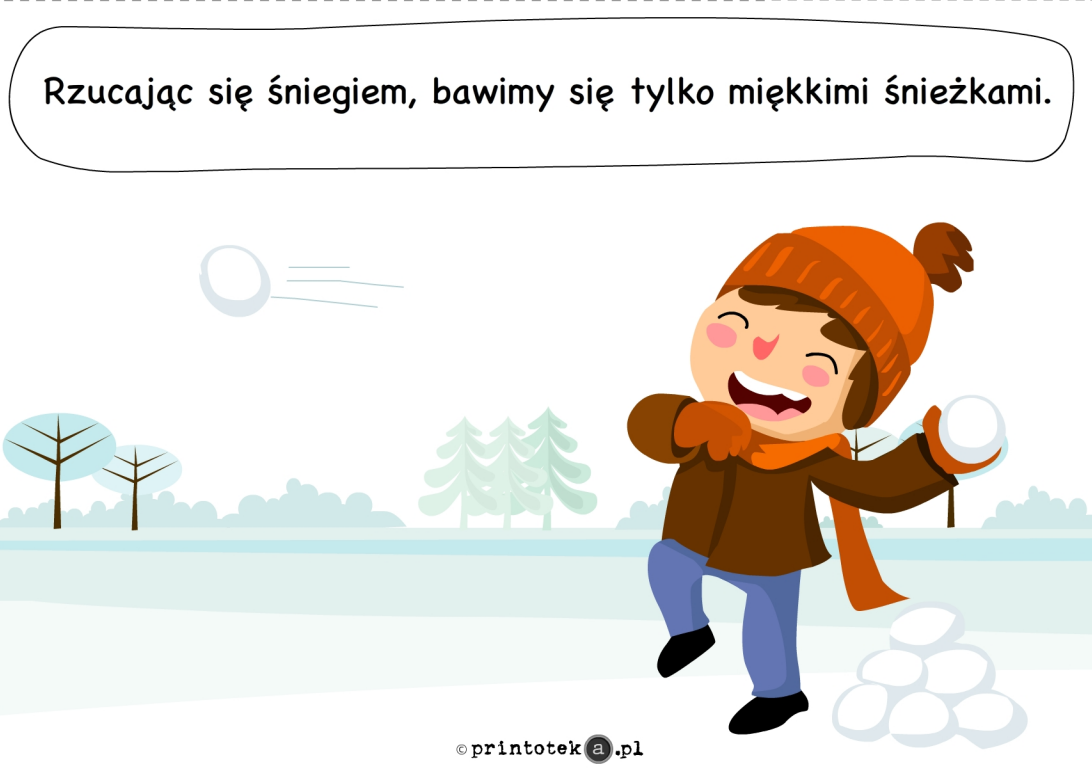 Rzucając się śniegiem, bawimy się tylko miękkimi śnieżkami.
© printoteka.pl